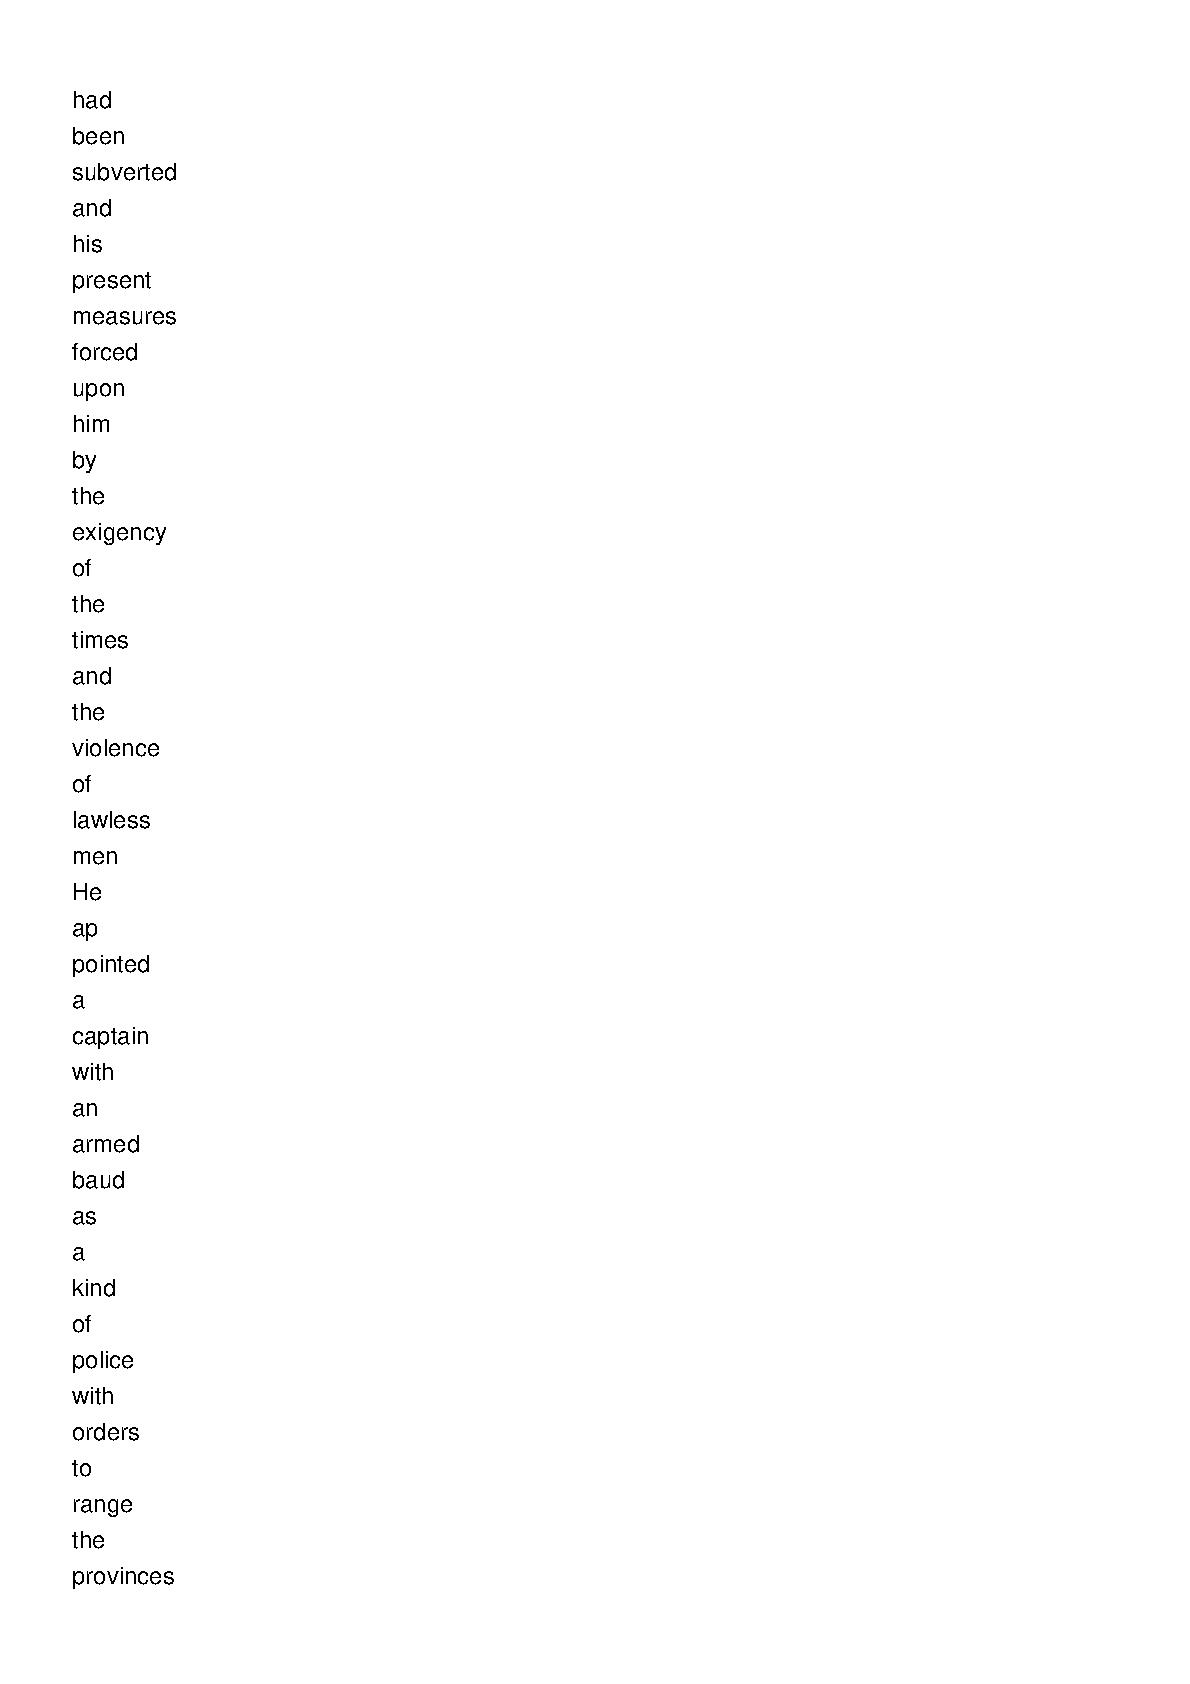 had
been
subverted
and
his
present
measures
forced
upon
him
by
the
exigency
of
the
times
and
the
violence
of
lawless
men
He
ap
pointed
a
captain
with
an
armed
baud
as
a
kind
of
police
with
orders
to
range
the
provinces